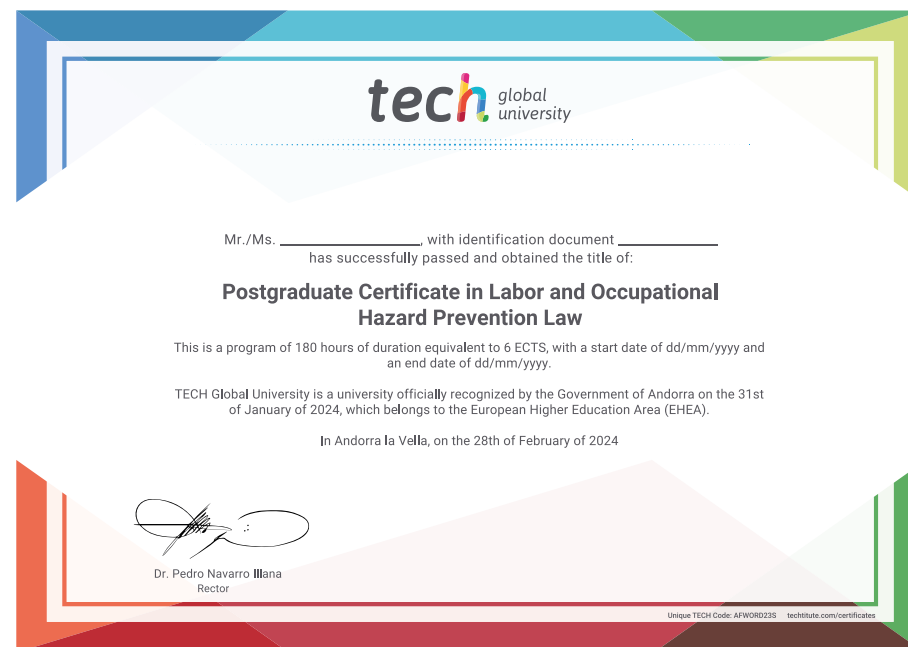 tech global university
Mr./Ms. ____________, with identification document ____________
has successfully passed and obtained the title of:
Postgraduate Certificate in Labor and Occupational
Hazard Prevention Law
This is a program of 180 hours of duration equivalent to 6 ECTS, with a start date of dd/mm/yyyy and
an end date of dd/mm/yyyy.
TECH Global University is a university officially recognized by the Government of Andorra on the 31st
of January of 2024, which belongs to the European Higher Education Area (EHEA).
In Andorra la Vella, on the 28th of February of 2024
Dr. Pedro Navarro Illana
Rector
Unique TECH Code: AFWORD23S techtitute.com/certificates